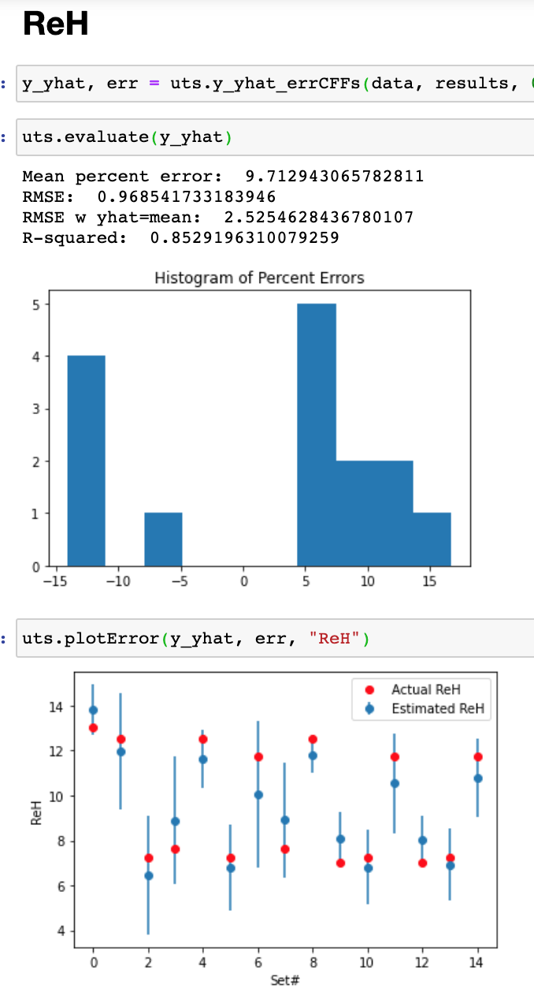 ReH
: y_yhat, err = uts.y_yhat_errCFFs(data, results,
: uts.evaluate(y_yhat)
Mean percent error:  9.712943065782811
RMSE:  0.968541733183946
RMSE w yhat=mean:  2.5254628436780107
R-squared:  0.8529196310079259
Histogram of Percent Errors
5
4
3
2
1
0
−15 −10 −5 0 5 10 15
: uts.plotError(y_yhat, err, "ReH")
Actual ReH
Estimated ReH
14
12
10
8
6
4
ReH
0 2 4 6 8 10 12 14
Set#